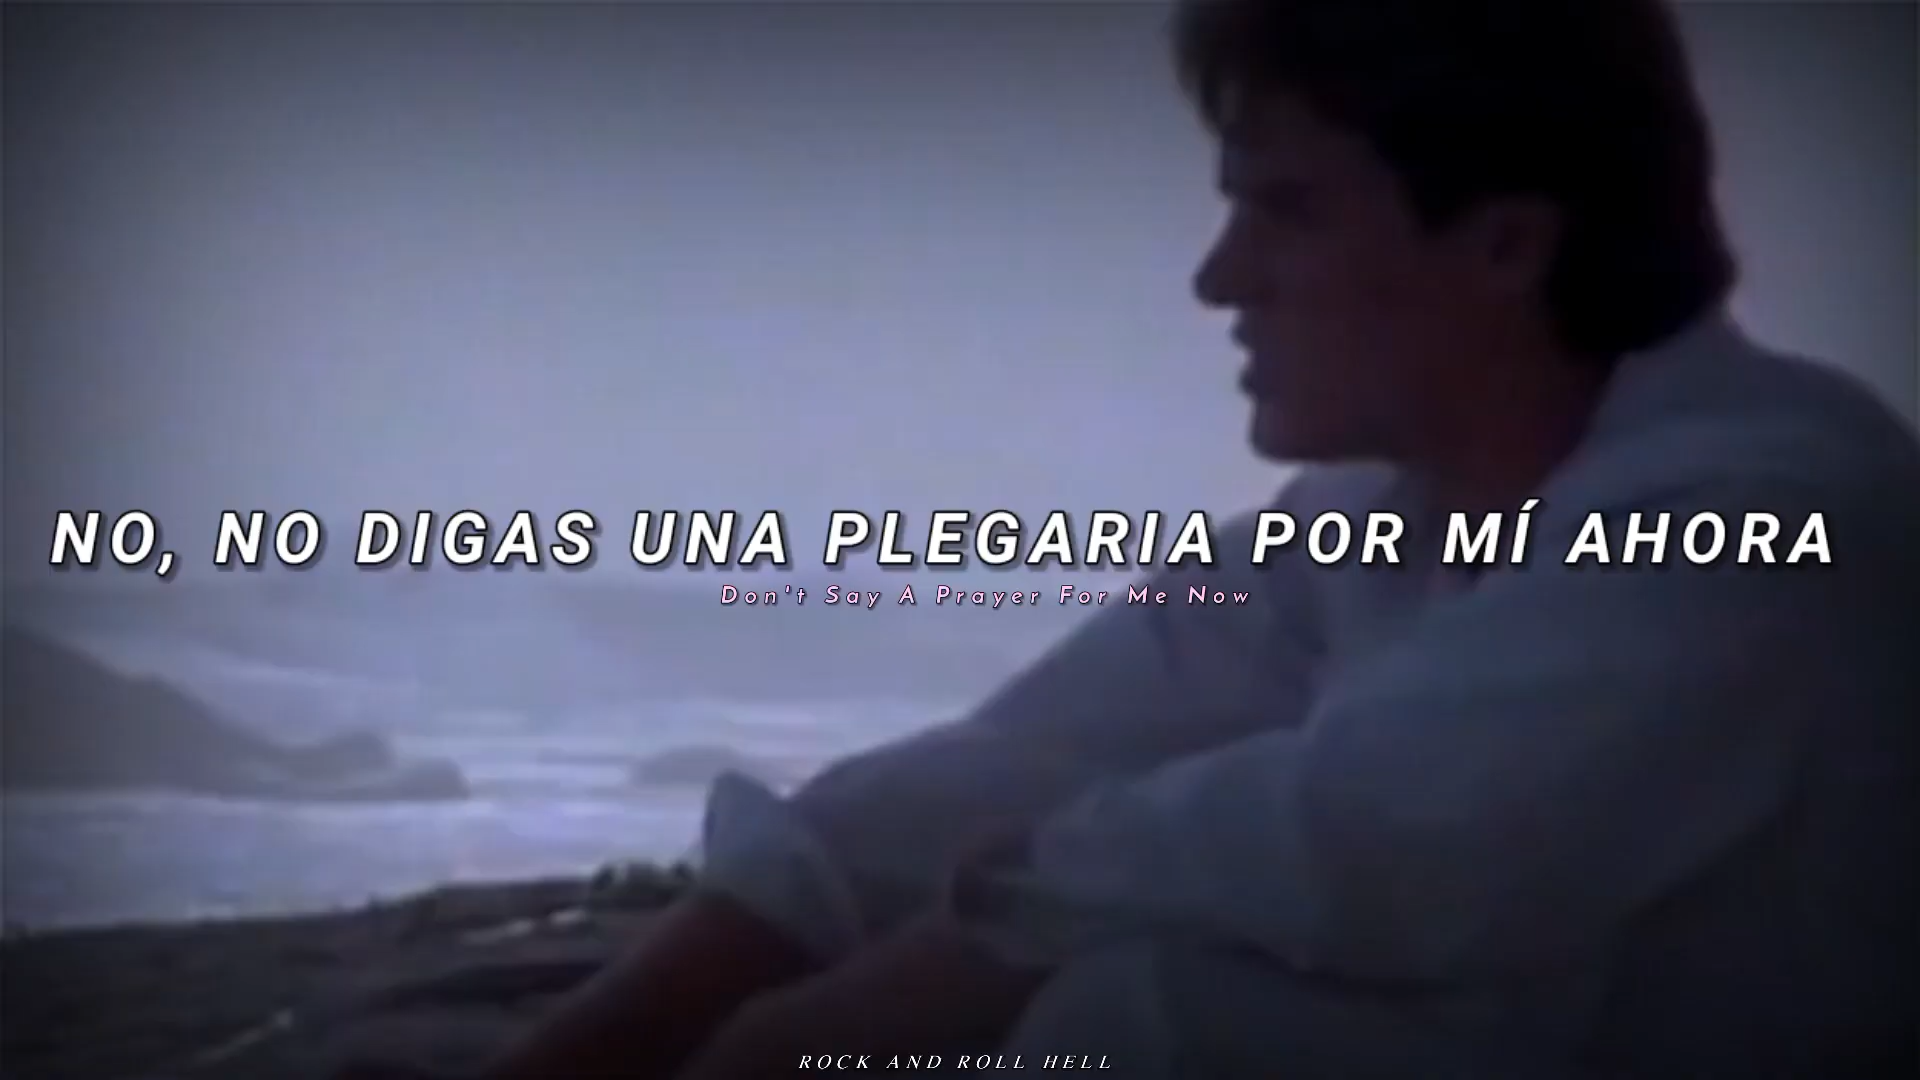 NO, NO DIGAS UNA PLEGARIA POR MÍ AHORA
Don't Say A Prayer For Me Now
ROCK AND ROLL HELL